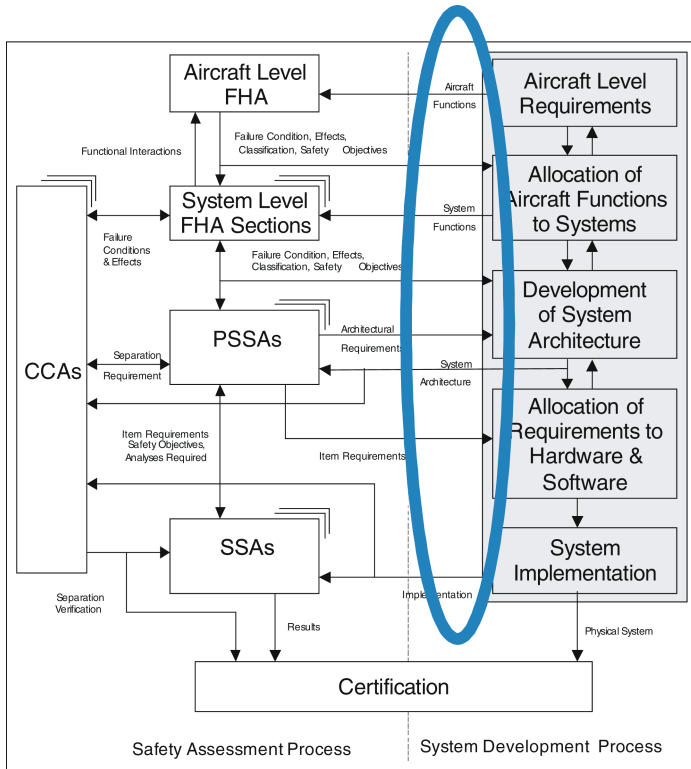 Aircraft Level
FHA
Aircraft
Functions
Aircraft Level
Requirements
Functional Interactions
Failure Condition, Effects,
Classification, Safety Objectives
System Level
FHA Sections
System
Functions
Allocation of
Aircraft Functions
to Systems
Failure
Conditions
& Effects
Failure Condition, Effects,
Classification, Safety Objectives
CCAs
PSSAs
Architectural
Requirements
Development
of System
Architecture
Separation
Requirement
System
Architecture
Item Requirements
Safety Objectives,
Analyses Required
Item Requirements
Allocation of
Requirements to
Hardware &
Software
SSAs
System
Implementation
Implementation
Separation
Verification
Results
Physical System
Certification
Safety Assessment Process
System Development Process